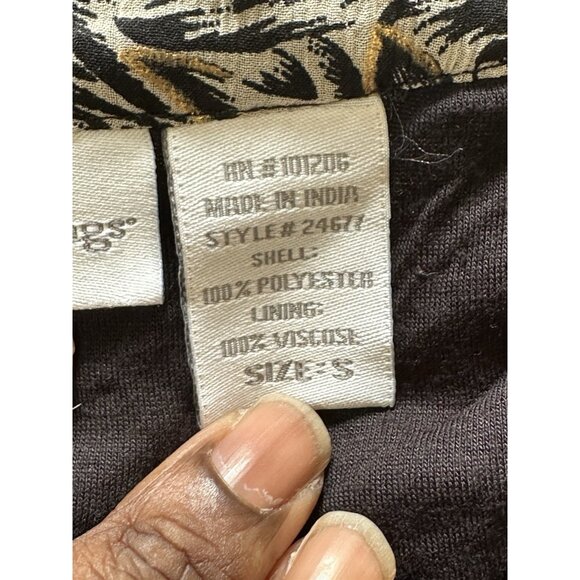 RN # 101206
MADE IN INDIA
STYLE# 24677
SHELL:
100% POLYESTER
LINING:
100% VISCOSE
SIZE: S